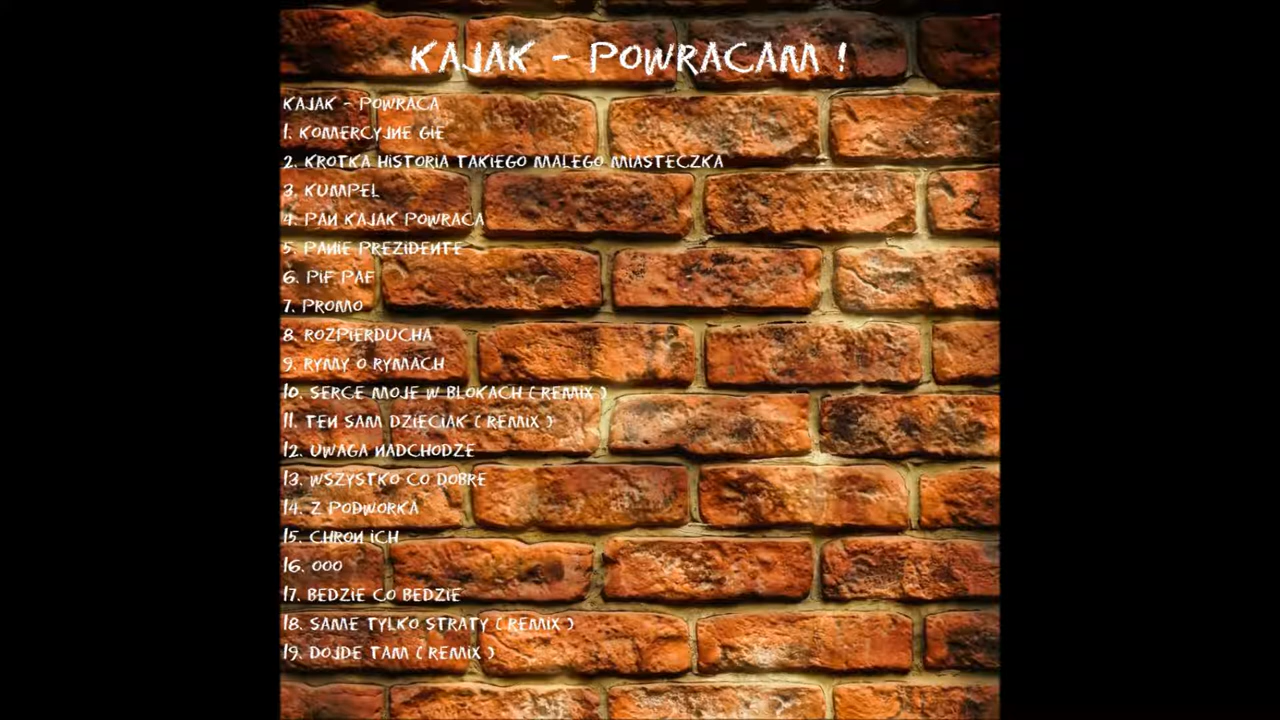 KAJAK - POWRACAM !
KAJAK - POWRACA
1. KOMERCYJNE GIE
2. KROTKA HISTORIA TAKIEGO MALEGO MIASTECZKA
3. KUMPEL
4. PAN KAJAK POWRACA
5. PANIE PREZIDENTE
6. PIF PAF
7. PROMO
8. ROZPIERDUCHA
9. RYMY O RYMACH
10. SERCE MOJE W BLOKACH ( REMIX )
11. TEN SAM DZIECIAK ( REMIX )
12. UWAGA NADCHODZE
13. WSZYSTKO CO DOBRE
14. Z PODWORKA
15. CHRON ICH
16. OOO
17. BEDZIE CO BEDZIE
18. SAME TYLKO STRATY ( REMIX )
19. DOJDE TAM ( REMIX )